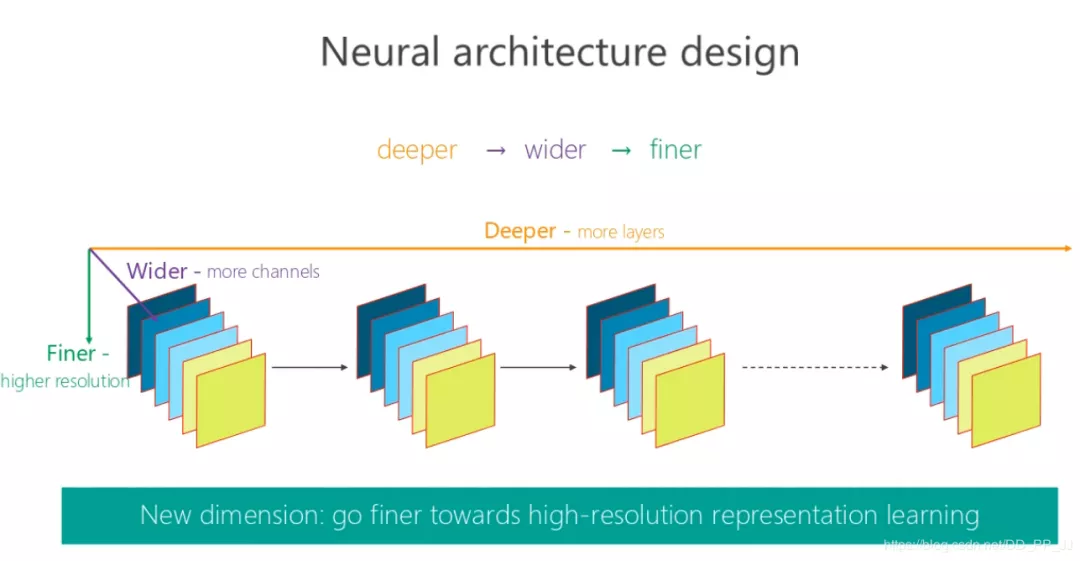 Neural architecture design
deeper → wider → finer
Deeper - more layers
Wider - more channels
Finer -
higher resolution
New dimension: go finer towards high-resolution representation learning
https://blog.csdn.net/DD_PP_JJ